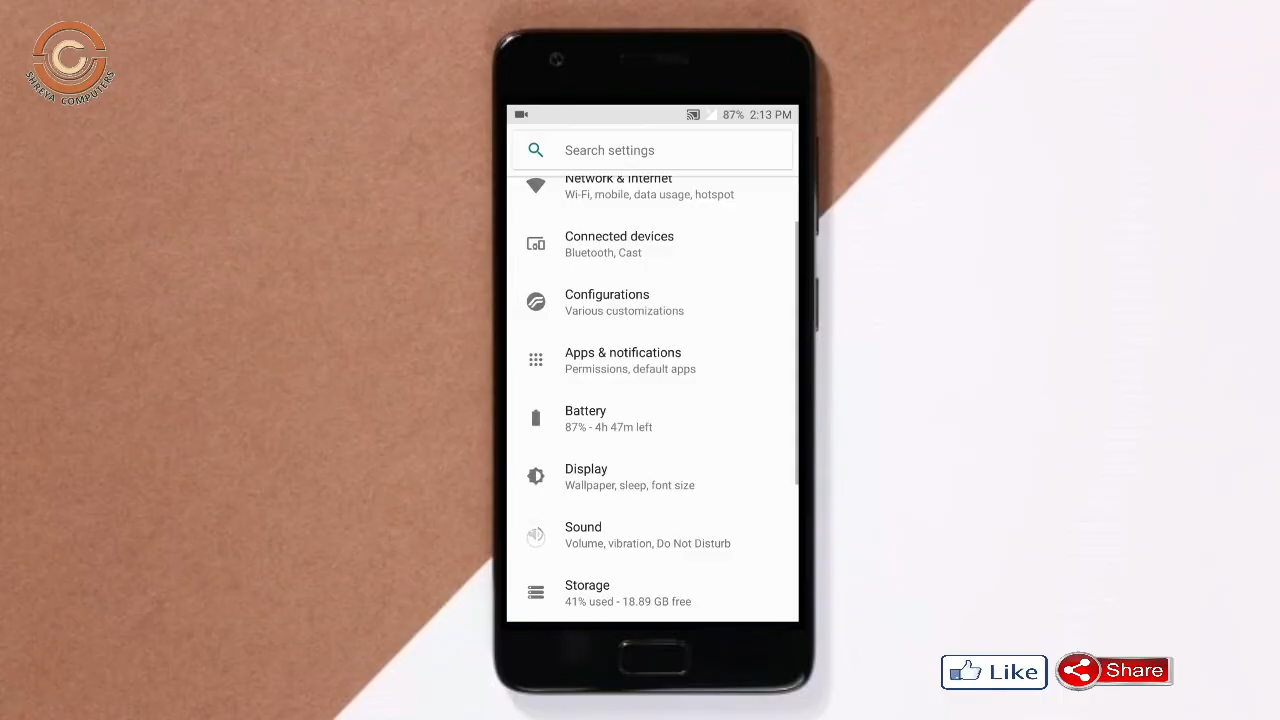 SHREYA COMPUTERS
87% 2:13 PM
Search settings
Network & Internet
Wi-Fi, mobile, data usage, hotspot
Connected devices
Bluetooth, Cast
Configurations
Various customizations
Apps & notifications
Permissions, default apps
Battery
87% - 4h 47m left
Display
Wallpaper, sleep, font size
Sound
Volume, vibration, Do Not Disturb
Storage
41% used - 18.89 GB free
Like
Share